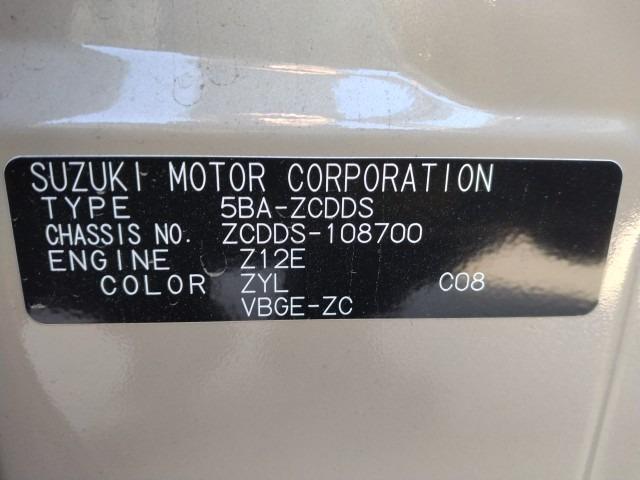 SUZUKI MOTOR CORPORATION
TYPE 5BA-ZCDDS
CHASSIS NO. ZCDDS-108700
ENGINE Z12E
COLOR ZYL C08
VBGE-ZC